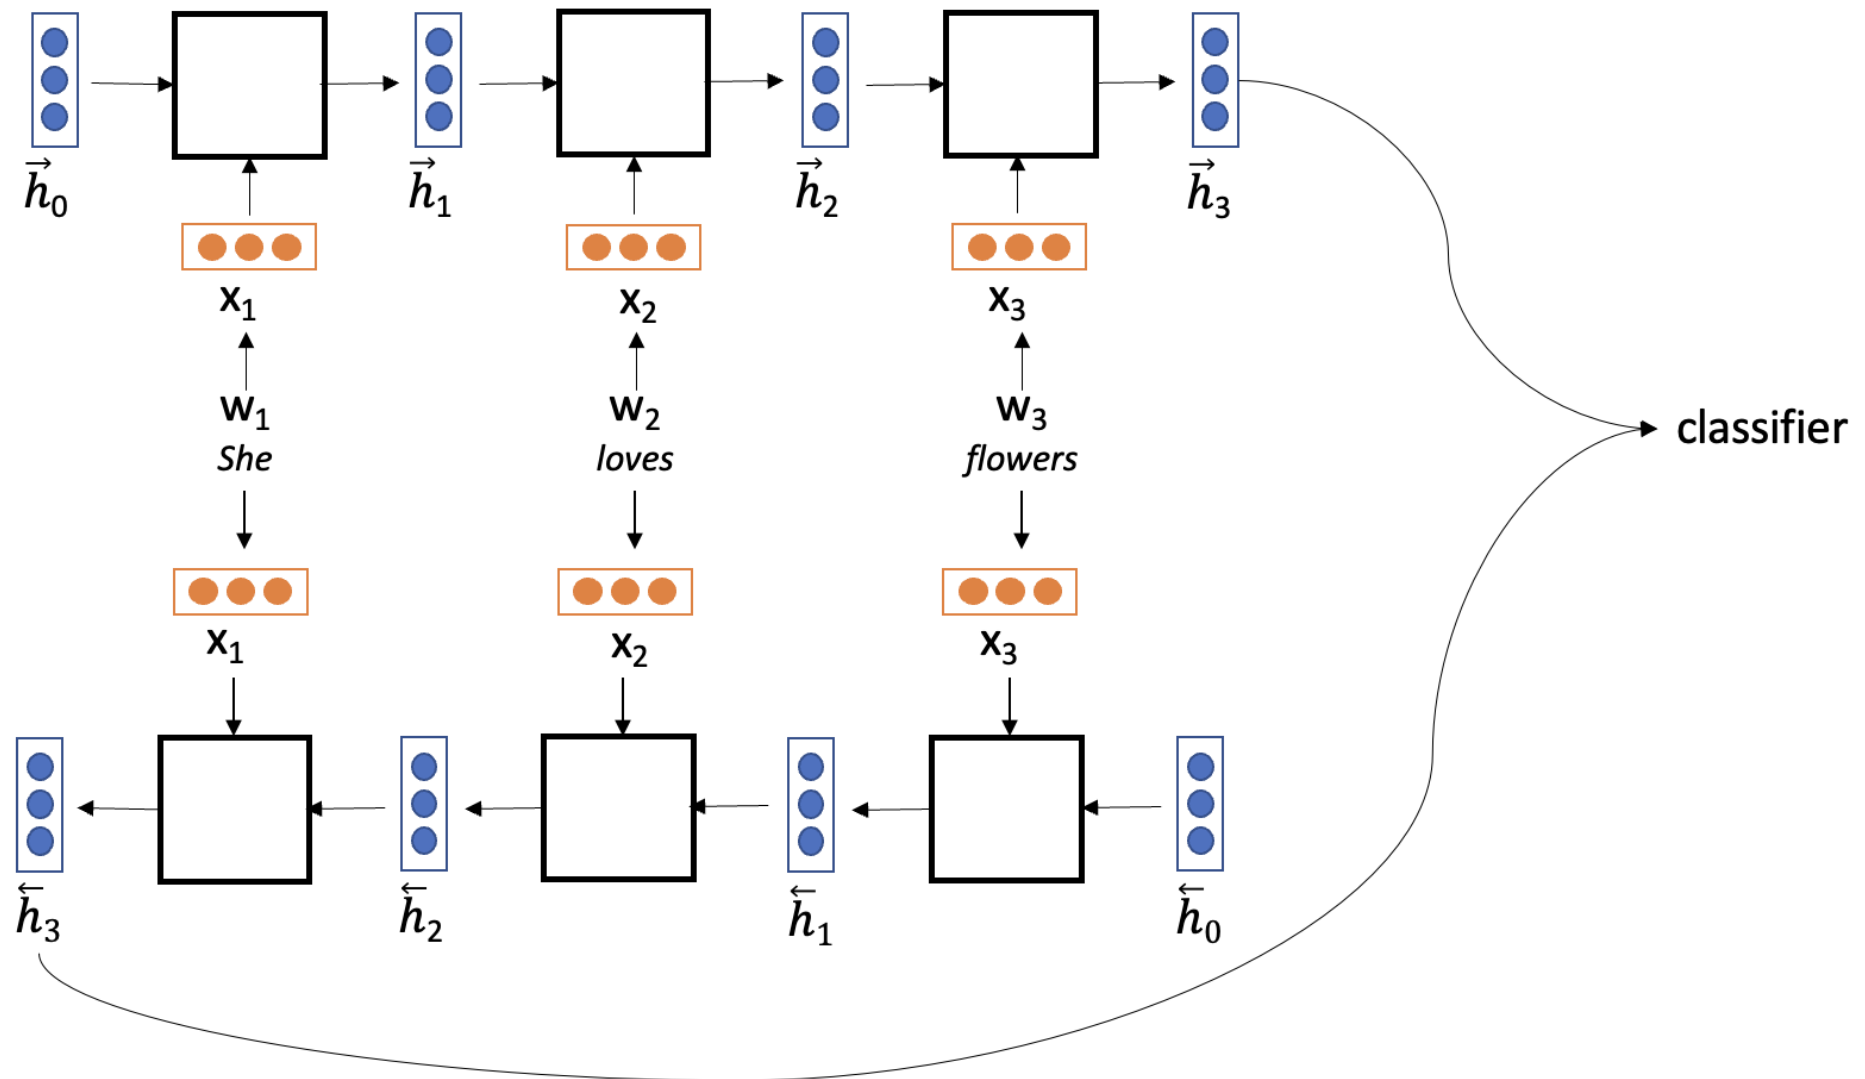 h⃗₀ h⃗₁ h⃗₂ h⃗₃
x₁ x₂ x₃
w₁ w₂ w₃
She loves flowers
classifier
x₁ x₂ x₃
h⃖₃ h⃖₂ h⃖₁ h⃖₀